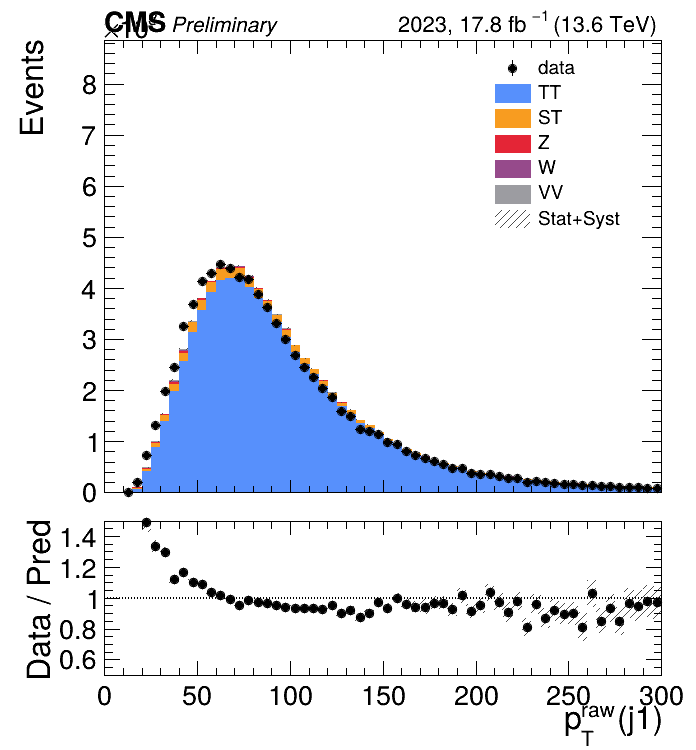 CMS Preliminary 2023, 17.8 fb⁻¹ (13.6 TeV)
Events
8
7
6
5
4
3
2
1
0
data
TT
ST
Z
W
VV
Stat+Syst
Data / Pred
1.4
1.2
1
0.8
0.6
0 50 100 150 200 250 300
p_T^raw(j1)